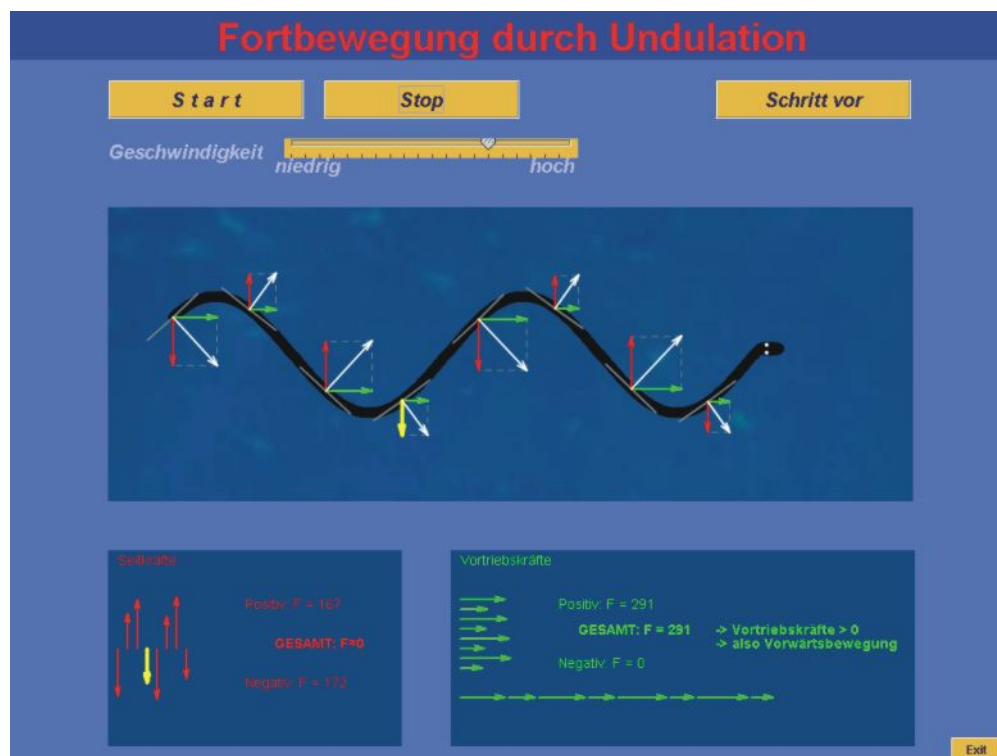 Fortbewegung durch Undulation
Start
Stop
Schritt vor
Geschwindigkeit
niedrig
hoch
Seitkräfte
Positiv: F = 167
GESAMT: F≈0
Negativ: F = 172
Vortriebskräfte
Positiv: F = 291
GESAMT: F = 291 -> Vortriebskräfte > 0
-> also Vorwärtsbewegung
Negativ: F = 0
Exit